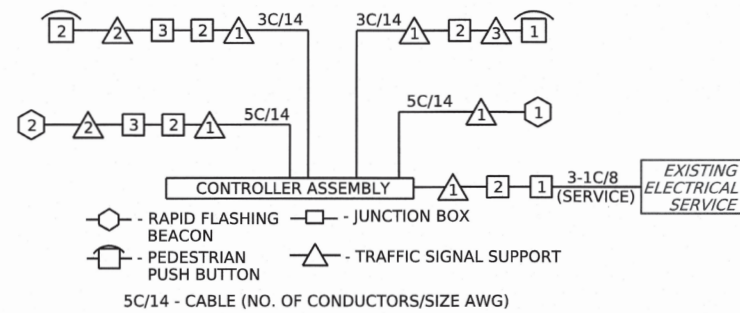 3C/14 3C/14
2 2 3 2 1 1 2 3 1
5C/14 5C/14
2 2 3 2 1 1 1
CONTROLLER ASSEMBLY 1 2 1 3-1C/8
(SERVICE)
EXISTING
ELECTRICAL
SERVICE
- RAPID FLASHING
BEACON
- JUNCTION BOX
- PEDESTRIAN
PUSH BUTTON
- TRAFFIC SIGNAL SUPPORT
5C/14 - CABLE (NO. OF CONDUCTORS/SIZE AWG)